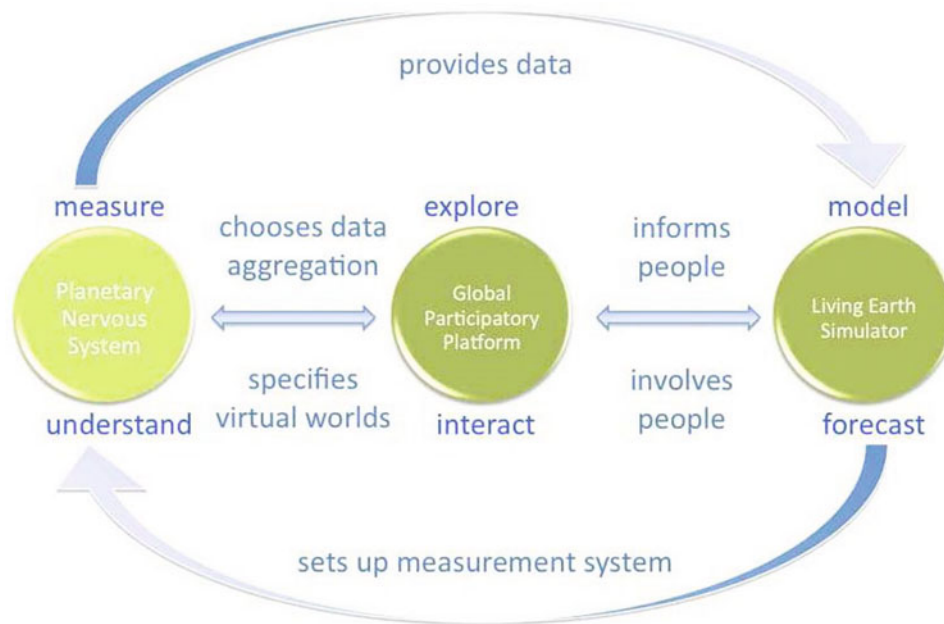 provides data
measure
explore
model
chooses data
aggregation
informs
people
Planetary
Nervous
System
Global
Participatory
Platform
Living Earth
Simulator
specifies
virtual worlds
involves
people
understand
interact
forecast
sets up measurement system